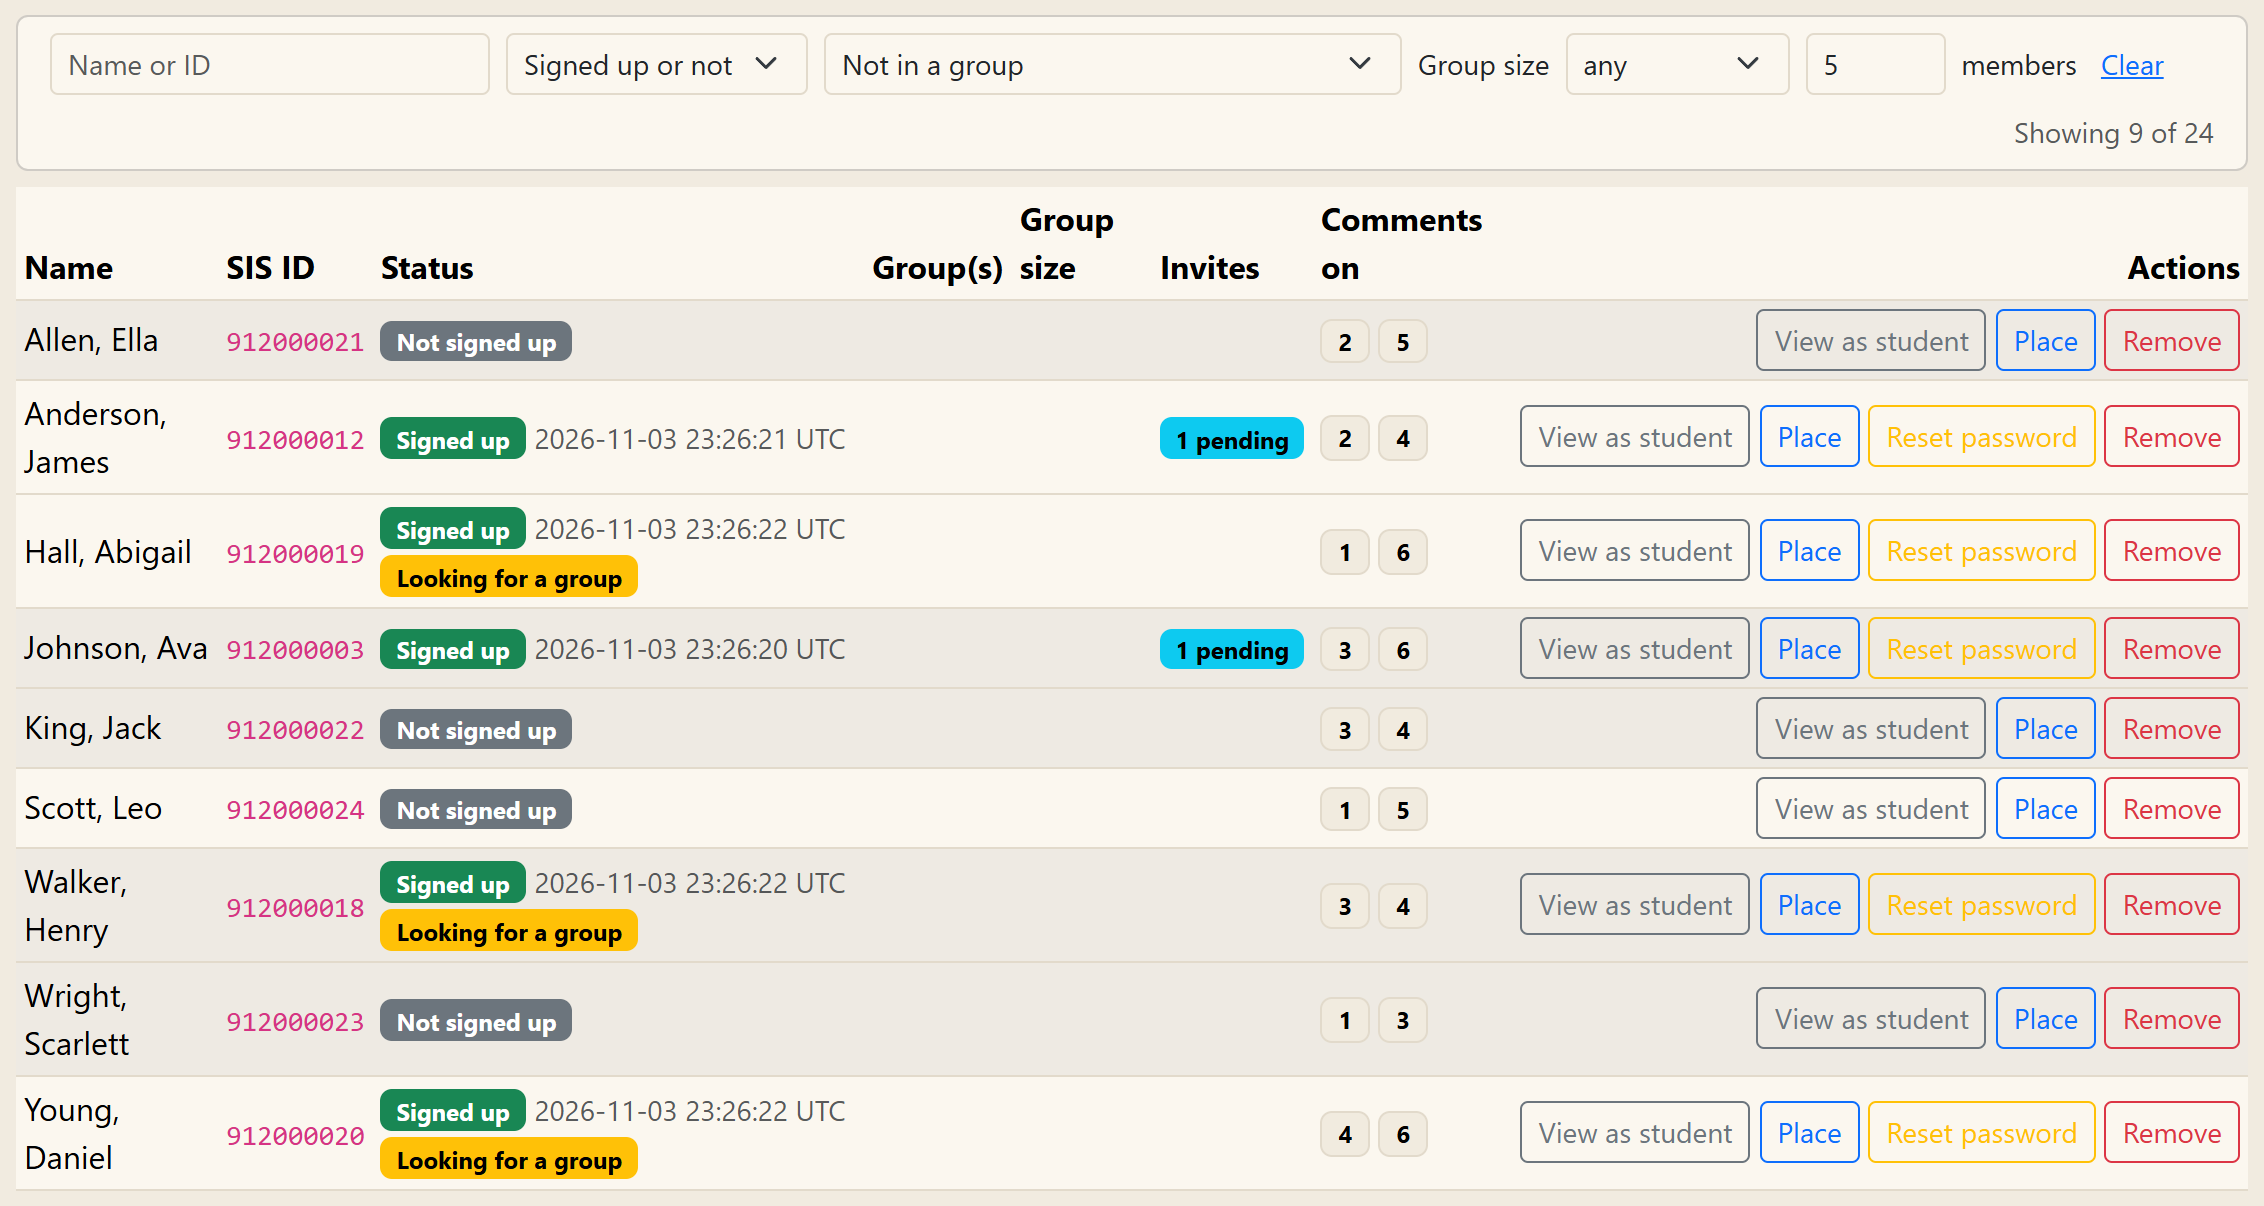 Name or ID Signed up or not Not in a group Group size any 5 members Clear
Showing 9 of 24
Name SIS ID Status Group(s) Group size Invites Comments on Actions
Allen, Ella 912000021 Not signed up 2 5 View as student Place Remove
Anderson, James 912000012 Signed up 2026-11-03 23:26:21 UTC 1 pending 2 4 View as student Place Reset password Remove
Hall, Abigail 912000019 Signed up 2026-11-03 23:26:22 UTC Looking for a group 1 6 View as student Place Reset password Remove
Johnson, Ava 912000003 Signed up 2026-11-03 23:26:20 UTC 1 pending 3 6 View as student Place Reset password Remove
King, Jack 912000022 Not signed up 3 4 View as student Place Remove
Scott, Leo 912000024 Not signed up 1 5 View as student Place Remove
Walker, Henry 912000018 Signed up 2026-11-03 23:26:22 UTC Looking for a group 3 4 View as student Place Reset password Remove
Wright, Scarlett 912000023 Not signed up 1 3 View as student Place Remove
Young, Daniel 912000020 Signed up 2026-11-03 23:26:22 UTC Looking for a group 4 6 View as student Place Reset password Remove